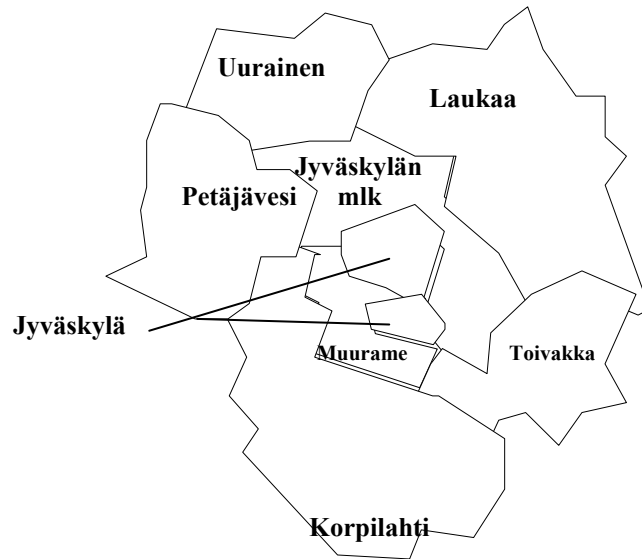 Uurainen
Laukaa
Jyväskylän
mlk
Petäjävesi
Jyväskylä
Muurame
Toivakka
Korpilahti